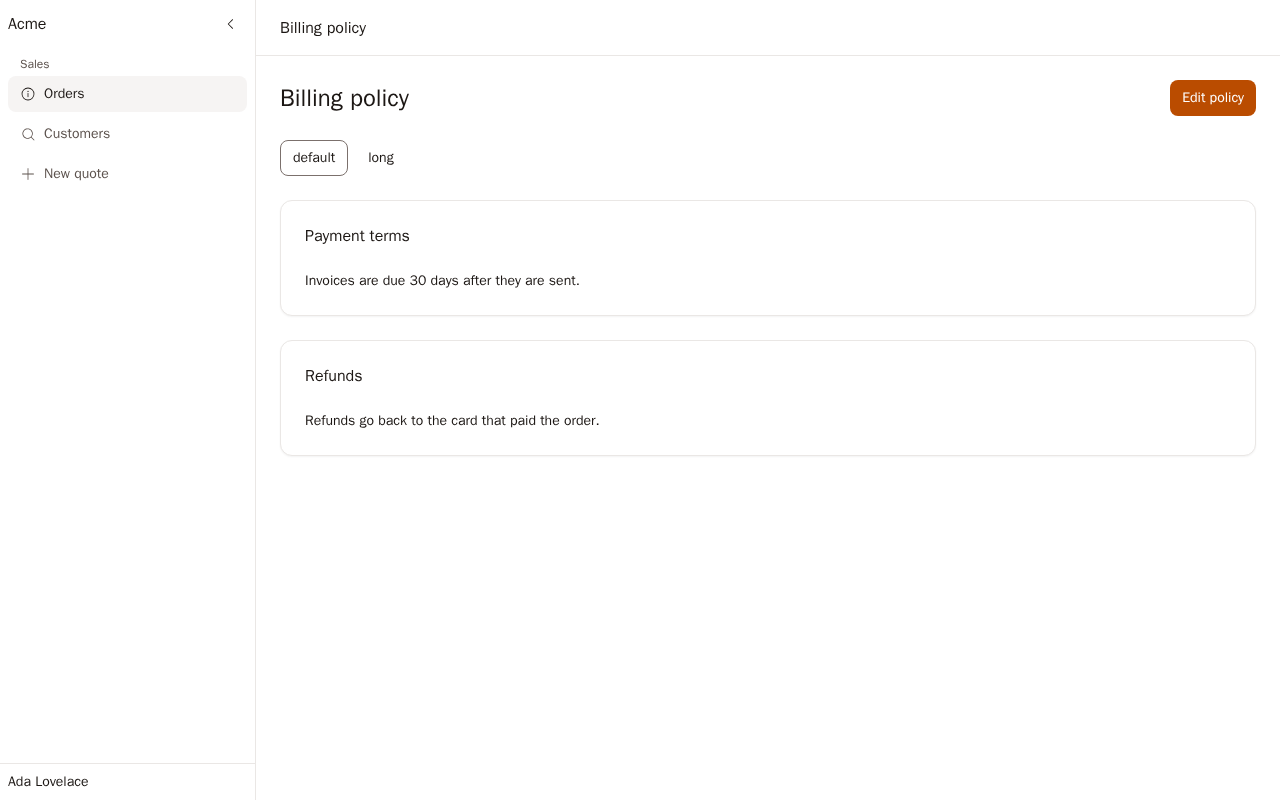 Acme
Sales
Orders
Customers
New quote
Ada Lovelace
Billing policy
Billing policy
Edit policy
default
long
Payment terms
Invoices are due 30 days after they are sent.
Refunds
Refunds go back to the card that paid the order.